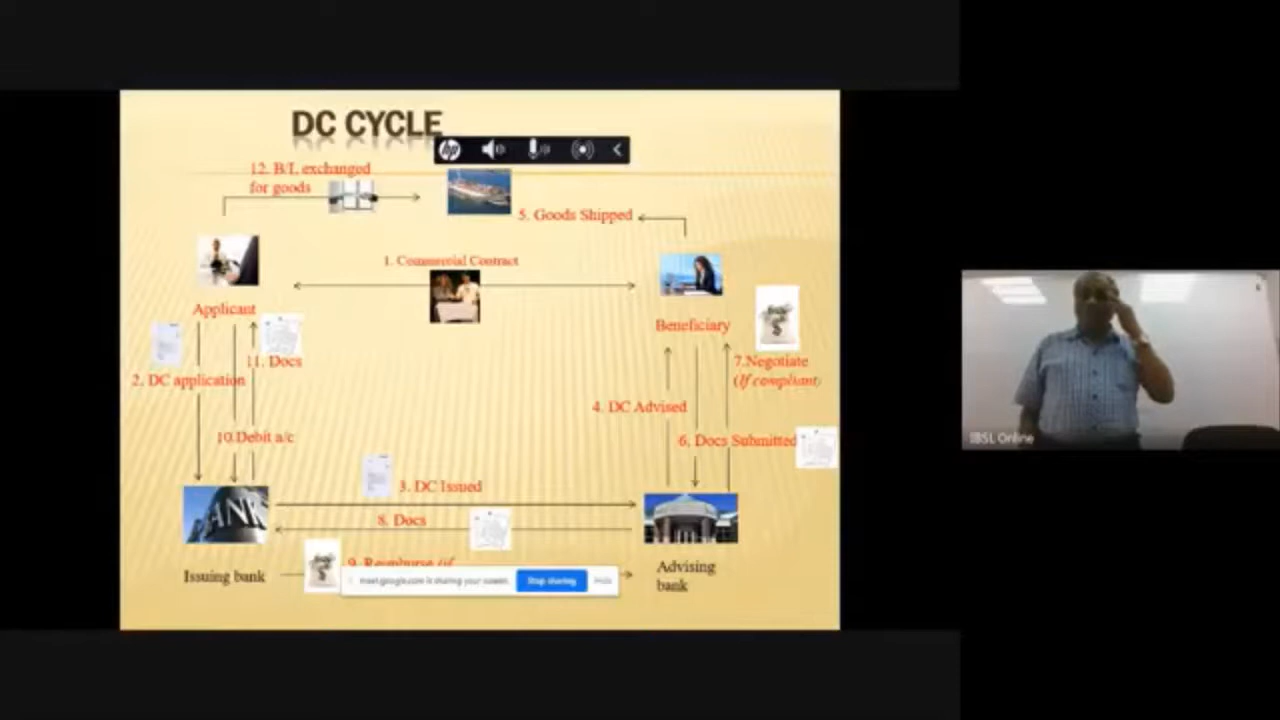 DC CYCLE
hp
12. B/L exchanged
for goods
5. Goods Shipped
1. Commercial Contract
Applicant
Beneficiary
11. Docs
2. DC application
7.Negotiate
(If compliant)
4. DC Advised
10.Debit a/c
6. Docs Submitted
BANK
3. DC Issued
8. Docs
9. Reimburse (if
meet.google.com is sharing your screen.
Stop sharing
Hide
Issuing bank
Advising
bank
IBSL Online